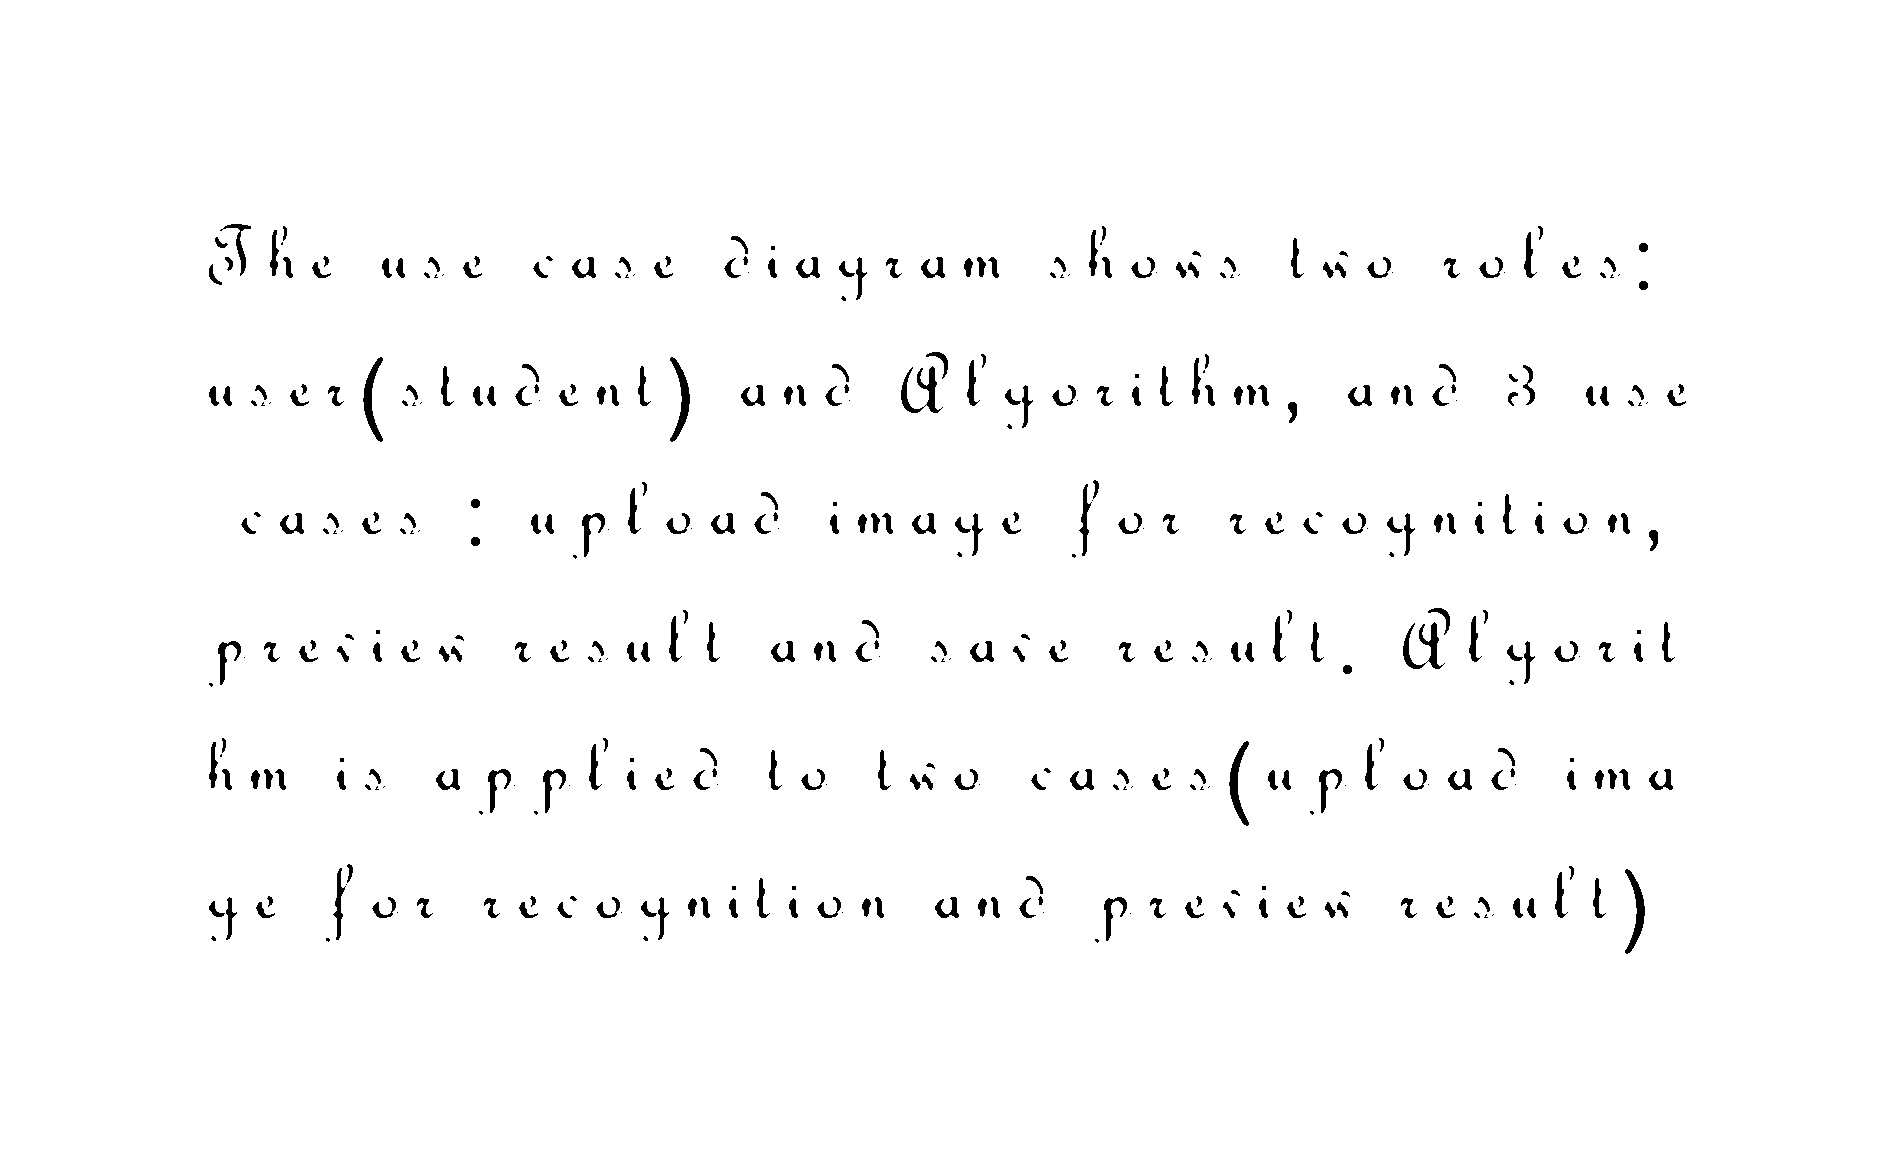 The use case diagram shows two roles:
user(student) and Algorithm, and 3 use
cases : upload image for recognition,
preview result and save result. Algorit
hm is applied to two cases(upload ima
ge for recognition and preview result)